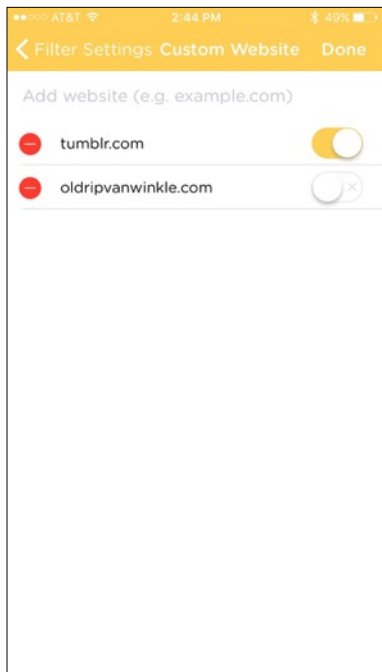 AT&T 2:44 PM 49%
Filter Settings Custom Website Done
Add website (e.g. example.com)
tumblr.com
oldripvanwinkle.com